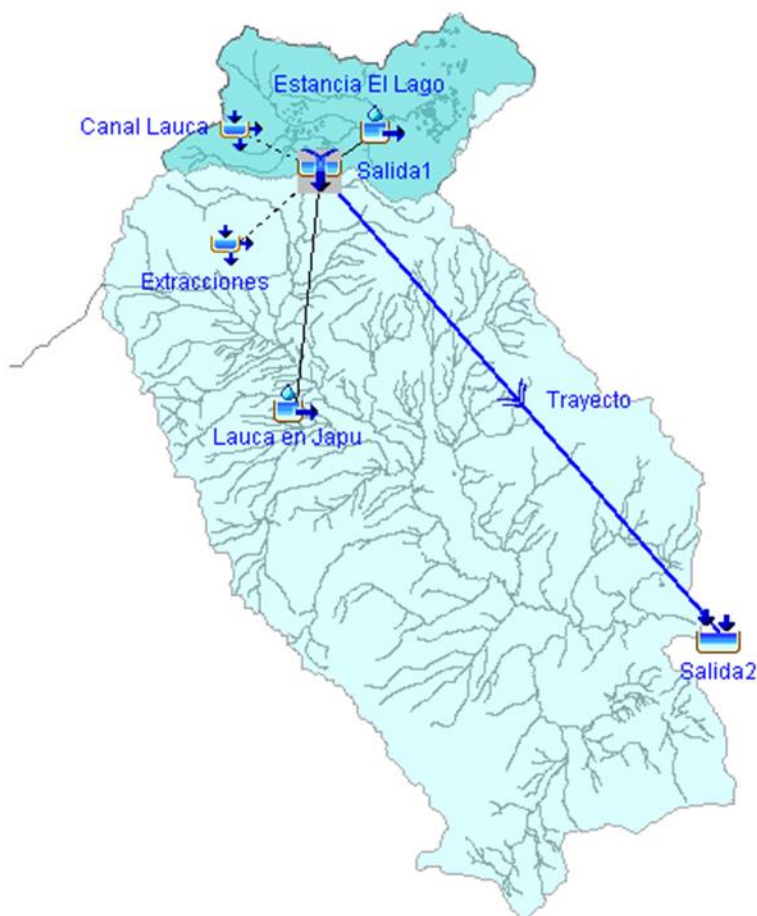 Estancia El Lago
Canal Lauca
Salida1
Extracciones
Trayecto
Lauca en Japu
Salida2